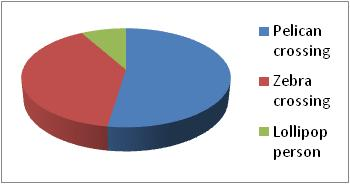 Pelican
crossing
Zebra
crossing
Lollipop
person